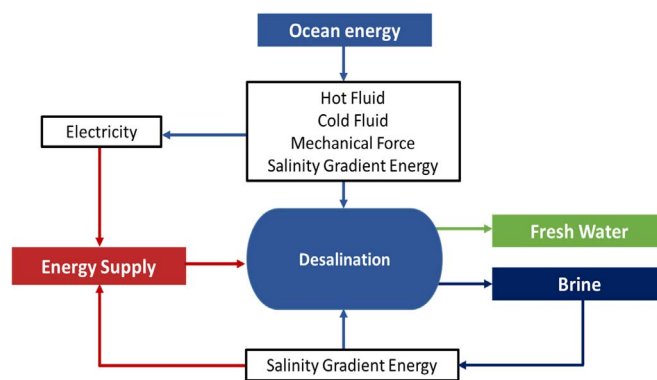 Ocean energy
Hot Fluid
Cold Fluid
Mechanical Force
Salinity Gradient Energy
Electricity
Energy Supply
Desalination
Fresh Water
Brine
Salinity Gradient Energy